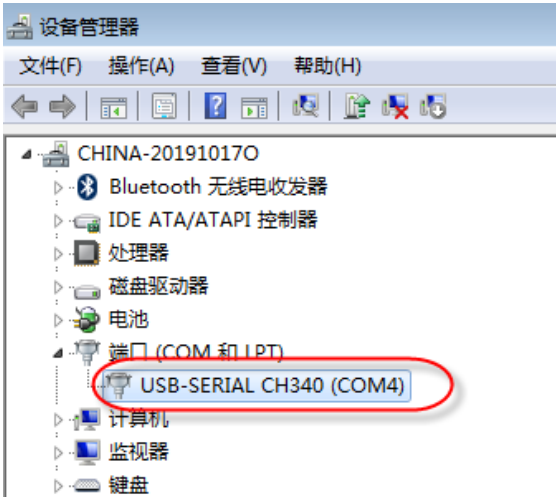 设备管理器
文件(F) 操作(A) 查看(V) 帮助(H)
CHINA-20191017O
Bluetooth 无线电收发器
IDE ATA/ATAPI 控制器
处理器
磁盘驱动器
电池
端口 (COM 和 LPT)
USB-SERIAL CH340 (COM4)
计算机
监视器
键盘